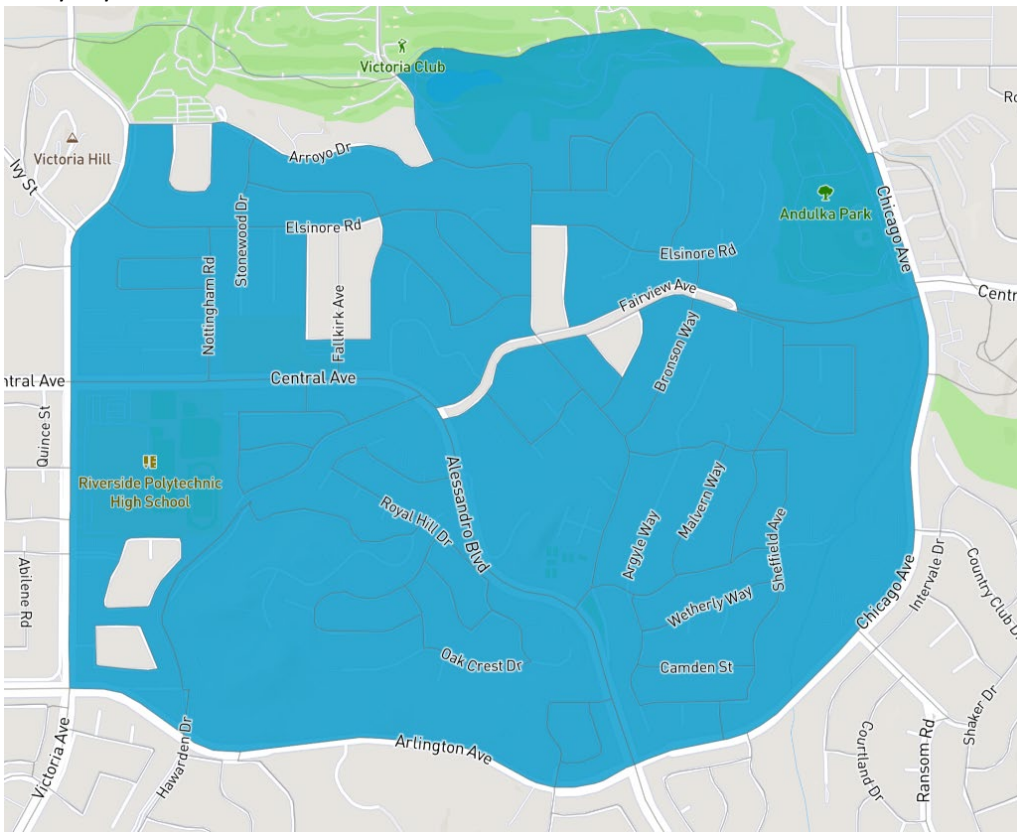 Victoria Club
Ro
Victoria Hill
Arroyo Dr
Ivy St
Andulka Park
Chicago Ave
Stonewood Dr
Elsinore Rd
Elsinore Rd
Nottingham Rd
Fallkirk Ave
Fairview Ave
Centr
Bronson Way
ntral Ave
Central Ave
Quince St
Riverside Polytechnic
High School
Alessandro Blvd
Royal Hill Dr
Argyle Way
Malvern Way
Sheffield Ave
Abilene Rd
Wetherly Way
Chicago Ave
Intervale Dr
Country Club D
Oak Crest Dr
Camden St
Shaker Dr
Victoria Ave
Hawarden Dr
Arlington Ave
Courtland Dr
Ransom Rd